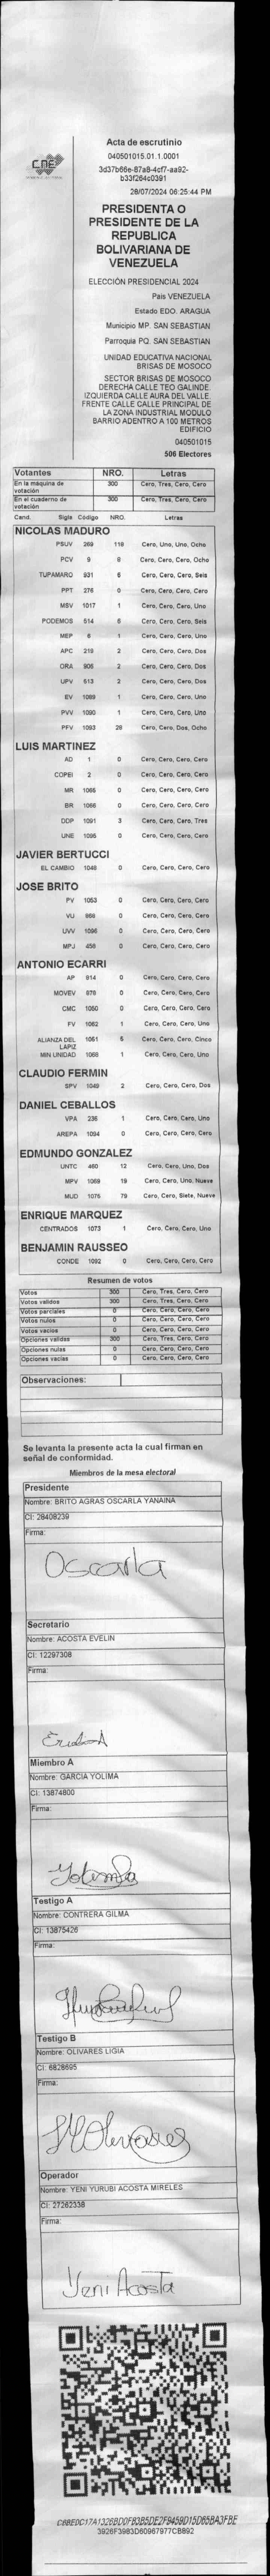 CNE
Acta de escrutinio
040501015.01.1.0001
3d37b66e-87a8-4cf7-aa92-
b33f264c0391
28/07/2024 06:25:44 PM
PRESIDENTA O
PRESIDENTE DE LA
REPUBLICA
BOLIVARIANA DE
VENEZUELA
ELECCIÓN PRESIDENCIAL 2024
Pais VENEZUELA
Estado EDO. ARAGUA
Municipio MP. SAN SEBASTIAN
Parroquia PQ. SAN SEBASTIAN
UNIDAD EDUCATIVA NACIONAL
BRISAS DE MOSOCO
SECTOR BRISAS DE MOSOCO
DERECHA CALLE TEO GALINDE.
IZQUIERDA CALLE AURA DEL VALLE.
FRENTE CALLE CALLE PRINCIPAL DE
LA ZONA INDUSTRIAL MODULO
BARRIO ADENTRO A 100 METROS
EDIFICIO
040501015
506 Electores
Votantes NRO. Letras
En la máquina de votación 300 Cero, Tres, Cero, Cero
En el cuaderno de votación 300 Cero, Tres, Cero, Cero
Cand. Sigla Código NRO. Letras
NICOLAS MADURO
PSUV 269 118 Cero, Uno, Uno, Ocho
PCV 9 8 Cero, Cero, Cero, Ocho
TUPAMARO 931 6 Cero, Cero, Cero, Seis
PPT 276 0 Cero, Cero, Cero, Cero
MSV 1017 1 Cero, Cero, Cero, Uno
PODEMOS 514 6 Cero, Cero, Cero, Seis
MEP 6 1 Cero, Cero, Cero, Uno
APC 219 2 Cero, Cero, Cero, Dos
ORA 906 2 Cero, Cero, Cero, Dos
UPV 613 2 Cero, Cero, Cero, Dos
EV 1089 1 Cero, Cero, Cero, Uno
PVV 1090 1 Cero, Cero, Cero, Uno
PFV 1093 28 Cero, Cero, Dos, Ocho
LUIS MARTINEZ
AD 1 0 Cero, Cero, Cero, Cero
COPEI 2 0 Cero, Cero, Cero, Cero
MR 1065 0 Cero, Cero, Cero, Cero
BR 1066 0 Cero, Cero, Cero, Cero
DDP 1091 3 Cero, Cero, Cero, Tres
UNE 1095 0 Cero, Cero, Cero, Cero
JAVIER BERTUCCI
EL CAMBIO 1048 0 Cero, Cero, Cero, Cero
JOSE BRITO
PV 1053 0 Cero, Cero, Cero, Cero
VU 868 0 Cero, Cero, Cero, Cero
UVV 1096 0 Cero, Cero, Cero, Cero
MPJ 458 0 Cero, Cero, Cero, Cero
ANTONIO ECARRI
AP 914 0 Cero, Cero, Cero, Cero
MOVEV 879 0 Cero, Cero, Cero, Cero
CMC 1050 0 Cero, Cero, Cero, Cero
FV 1062 1 Cero, Cero, Cero, Uno
ALIANZA DEL LÁPIZ 1051 5 Cero, Cero, Cero, Cinco
MIN UNIDAD 1069 1 Cero, Cero, Cero, Uno
CLAUDIO FERMIN
SPV 1049 2 Cero, Cero, Cero, Dos
DANIEL CEBALLOS
VPA 236 1 Cero, Cero, Cero, Uno
AREPA 1094 0 Cero, Cero, Cero, Cero
EDMUNDO GONZALEZ
UNTC 460 12 Cero, Cero, Uno, Dos
MPV 1069 19 Cero, Cero, Uno, Nueve
MUD 1075 79 Cero, Cero, Siete, Nueve
ENRIQUE MARQUEZ
CENTRADOS 1073 1 Cero, Cero, Cero, Uno
BENJAMIN RAUSSEO
CONDE 1092 0 Cero, Cero, Cero, Cero
Resumen de votos
Votos 300 Cero, Tres, Cero, Cero
Votos validos 300 Cero, Tres, Cero, Cero
Votos parciales 0 Cero, Cero, Cero, Cero
Votos nulos 0 Cero, Cero, Cero, Cero
Votos vacios 0 Cero, Cero, Cero, Cero
Opciones validas 300 Cero, Tres, Cero, Cero
Opciones nulas 0 Cero, Cero, Cero, Cero
Opciones vacias 0 Cero, Cero, Cero, Cero
Observaciones:
Se levanta la presente acta la cual firman en
señal de conformidad.
Miembros de la mesa electoral
Presidente
Nombre: BRITO AGRAS OSCARLA YANAINA
CI: 28408239
Firma:
Oscarla
Secretario
Nombre: ACOSTA EVELIN
CI: 12297308
Firma:
Miembro A
Nombre: GARCIA YOLIMA
CI: 13874800
Firma:
Yolima
Testigo A
Nombre: CONTRERA GILMA
CI: 13875426
Firma:
Testigo B
Nombre: OLIVARES LIGIA
CI: 6828695
Firma:
Olivares
Operador
Nombre: YENI YURUBI ACOSTA MIRELES
CI: 27262338
Firma:
Yeni Acosta
3926F3983D60967977CB892